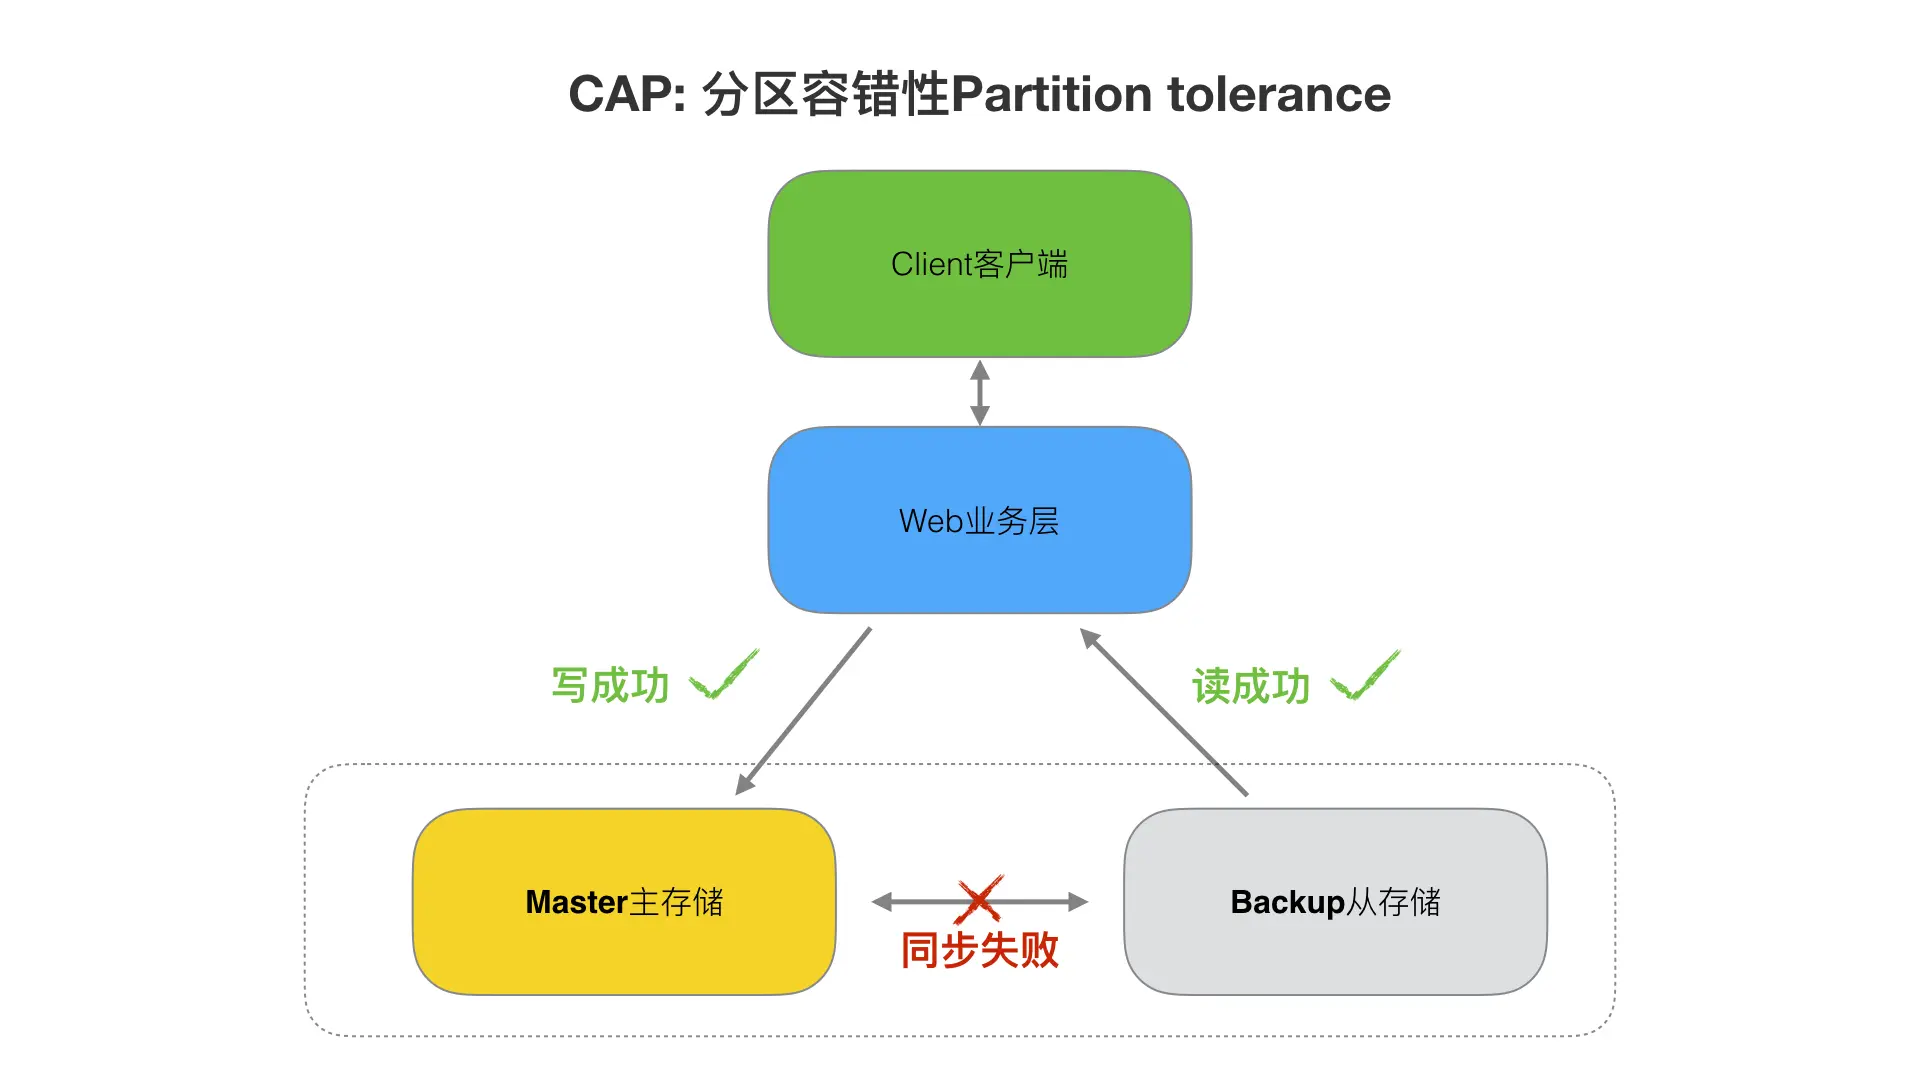 CAP: 分区容错性Partition tolerance
Client客户端
Web业务层
写成功
读成功
Master主存储
同步失败
Backup从存储